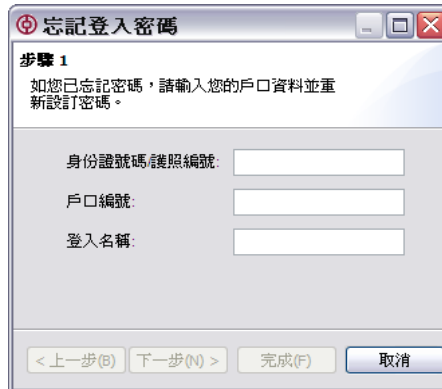 忘記登入密碼
步驟 1
如您已忘記密碼，請輸入您的戶口資料並重
新設訂密碼。
身份證號碼/護照編號:
戶口編號:
登入名稱:
< 上一步(B) 下一步(N) > 完成(F) 取消